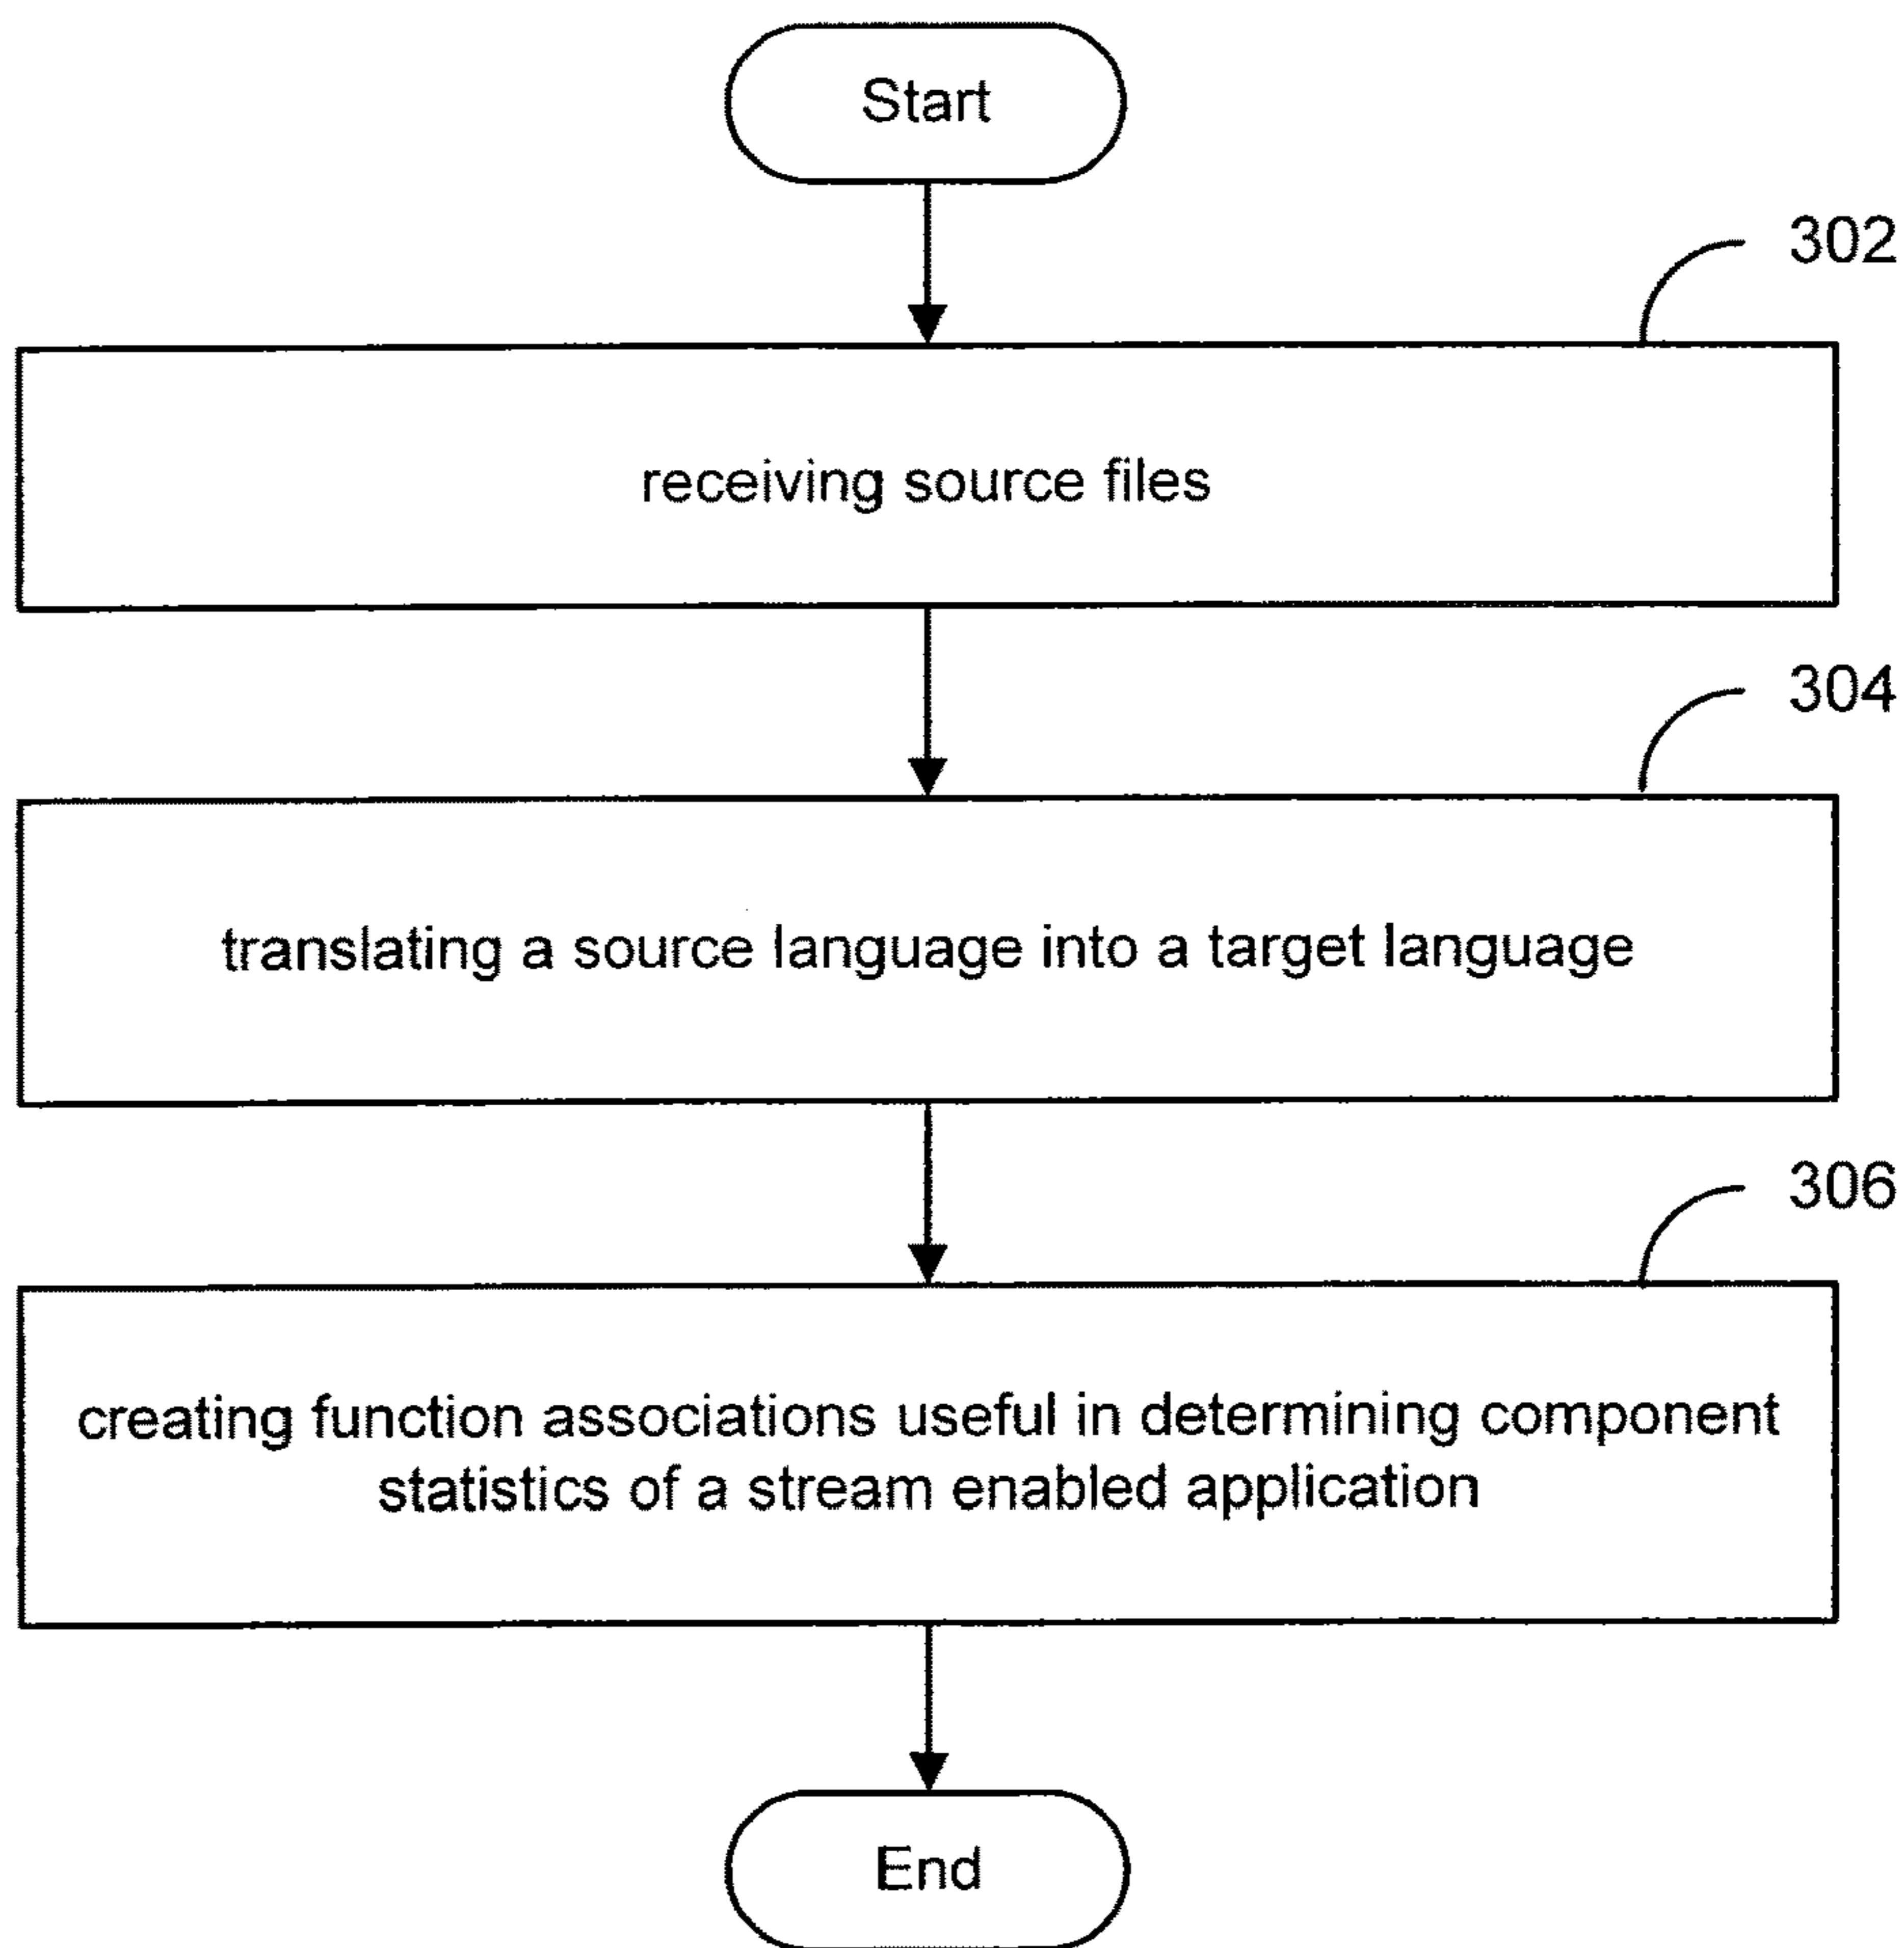 Start
302
receiving source files
304
translating a source language into a target language
306
creating function associations useful in determining component
statistics of a stream enabled application
End